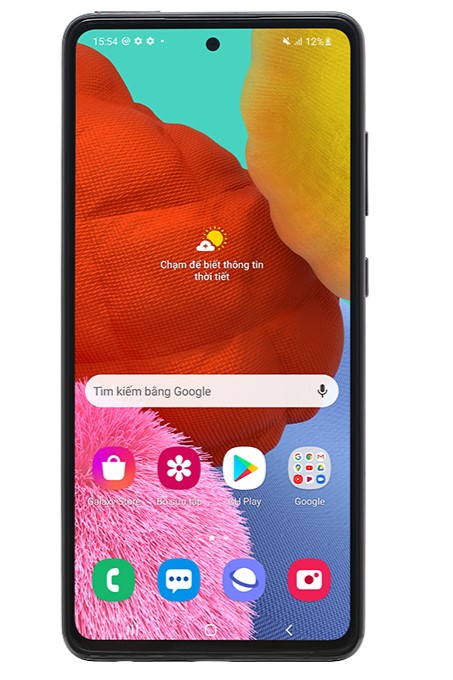 15:54
12%
Chạm để biết thông tin
thời tiết
Tìm kiếm bằng Google
Galaxy Store
Bộ sưu tập
CH Play
Google